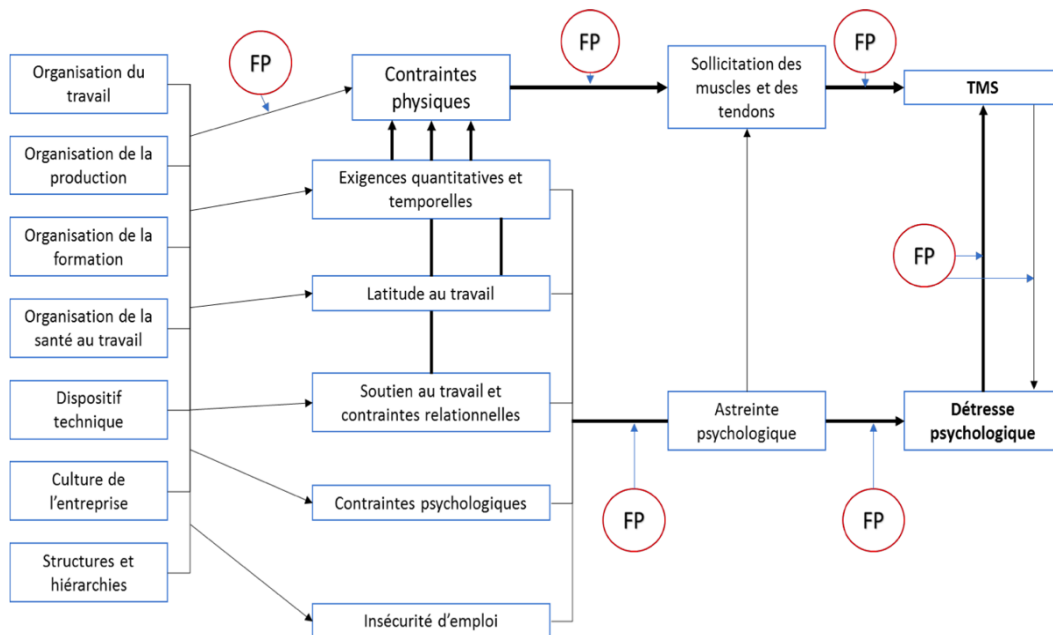 Organisation du
travail
Organisation de la
production
Organisation de la
formation
Organisation de la
santé au travail
Dispositif
technique
Culture de
l'entreprise
Structures et
hiérarchies
FP
Contraintes
physiques
Exigences quantitatives et
temporelles
Latitude au travail
Soutien au travail et
contraintes relationnelles
Contraintes psychologiques
Insécurité d'emploi
FP
Sollicitation des
muscles et des
tendons
FP
TMS
FP
Astreinte
psychologique
Détresse
psychologique
FP
FP